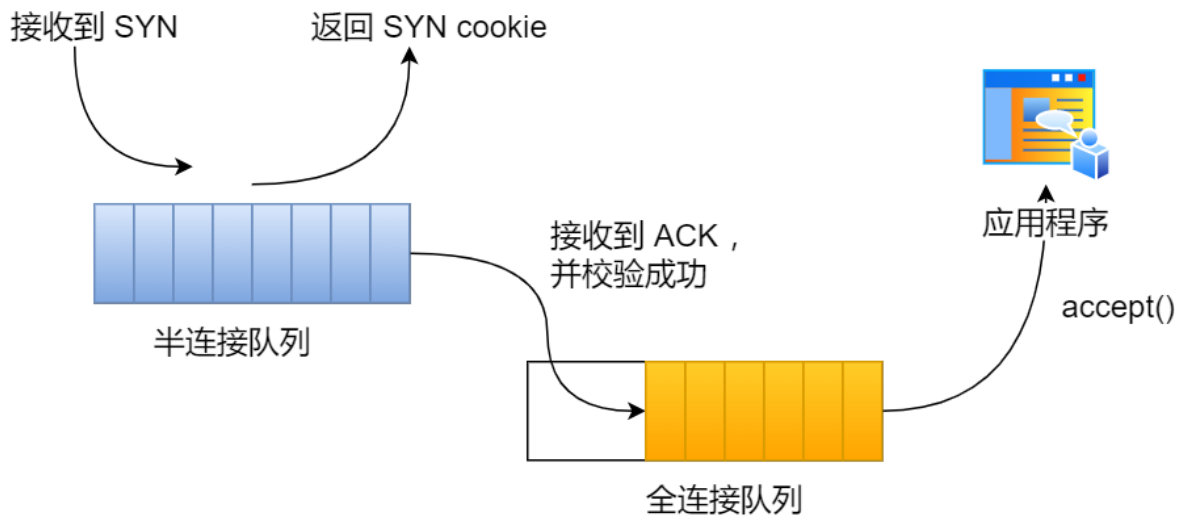 接收到 SYN
返回 SYN cookie
接收到 ACK，
并校验成功
应用程序
accept()
半连接队列
全连接队列